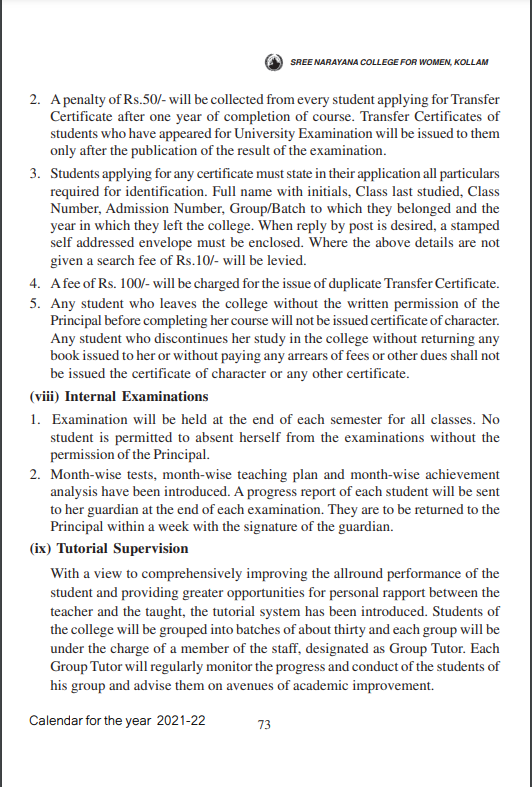 SREE NARAYANA COLLEGE FOR WOMEN, KOLLAM
2. A penalty of Rs.50/- will be collected from every student applying for Transfer
Certificate after one year of completion of course. Transfer Certificates of
students who have appeared for University Examination will be issued to them
only after the publication of the result of the examination.
3. Students applying for any certificate must state in their application all particulars
required for identification. Full name with initials, Class last studied, Class
Number, Admission Number, Group/Batch to which they belonged and the
year in which they left the college. When reply by post is desired, a stamped
self addressed envelope must be enclosed. Where the above details are not
given a search fee of Rs.10/- will be levied.
4. A fee of Rs. 100/- will be charged for the issue of duplicate Transfer Certificate.
5. Any student who leaves the college without the written permission of the
Principal before completing her course will not be issued certificate of character.
Any student who discontinues her study in the college without returning any
book issued to her or without paying any arrears of fees or other dues shall not
be issued the certificate of character or any other certificate.
(viii) Internal Examinations
1. Examination will be held at the end of each semester for all classes. No
student is permitted to absent herself from the examinations without the
permission of the Principal.
2. Month-wise tests, month-wise teaching plan and month-wise achievement
analysis have been introduced. A progress report of each student will be sent
to her guardian at the end of each examination. They are to be returned to the
Principal within a week with the signature of the guardian.
(ix) Tutorial Supervision
With a view to comprehensively improving the allround performance of the
student and providing greater opportunities for personal rapport between the
teacher and the taught, the tutorial system has been introduced. Students of
the college will be grouped into batches of about thirty and each group will be
under the charge of a member of the staff, designated as Group Tutor. Each
Group Tutor will regularly monitor the progress and conduct of the students of
his group and advise them on avenues of academic improvement.
Calendar for the year 2021-22
73